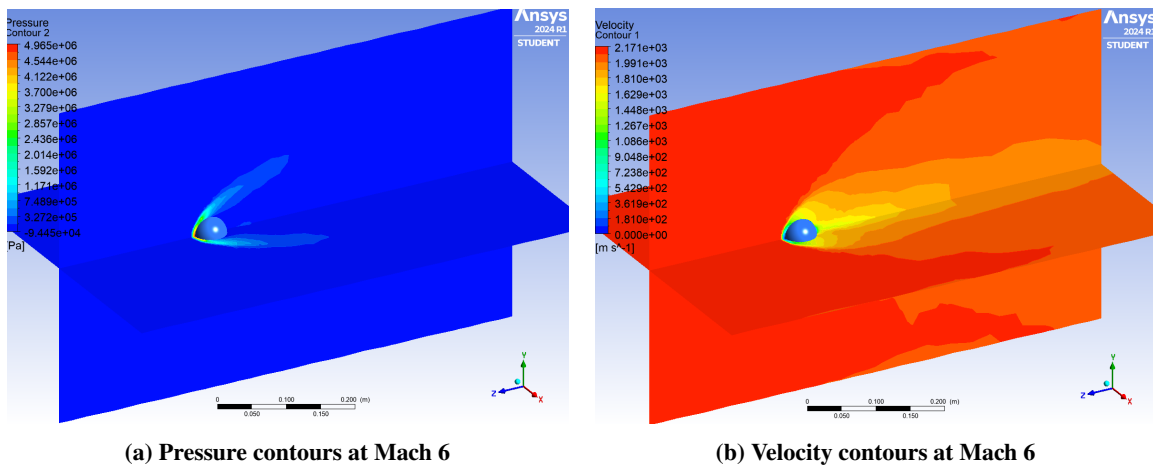 Pressure
Contour 2
4.965e+06
4.544e+06
4.122e+06
3.700e+06
3.279e+06
2.857e+06
2.436e+06
2.014e+06
1.592e+06
1.171e+06
7.489e+05
3.272e+05
-9.445e+04
[Pa]
Ansys
2024 R1
STUDENT
0 0.100 0.200 (m)
0.050 0.150
Y
Z
X
(a) Pressure contours at Mach 6
Velocity
Contour 1
2.171e+03
1.991e+03
1.810e+03
1.629e+03
1.448e+03
1.267e+03
1.086e+03
9.048e+02
7.238e+02
5.429e+02
3.619e+02
1.810e+02
0.000e+00
[m s^-1]
Ansys
2024 R1
STUDENT
0 0.100 0.200 (m)
0.050 0.150
Y
Z
X
(b) Velocity contours at Mach 6